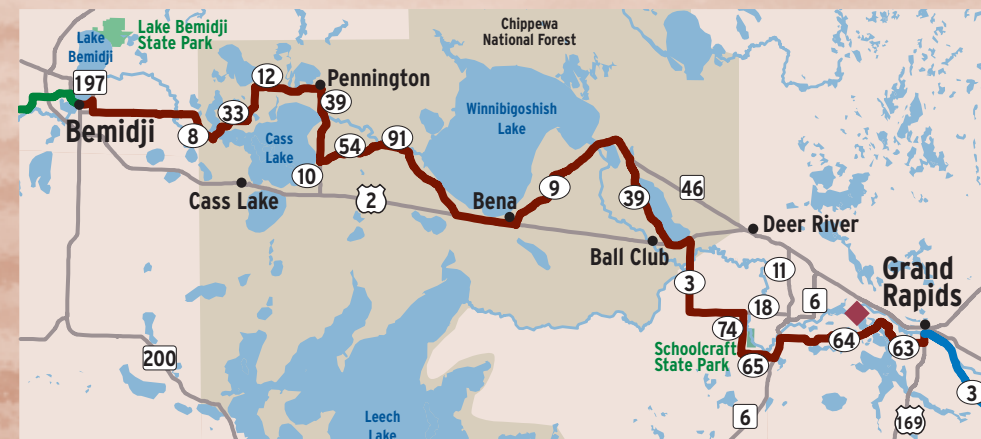 Chippewa
National Forest
Lake Bemidji
State Park
Lake
Bemidji
197
Bemidji
8
33
12
Pennington
39
Cass
Lake
10
54
91
Cass Lake
2
Winnibigoshish
Lake
Bena
9
39
46
Ball Club
Deer River
3
11
18
6
Grand
Rapids
74
Schoolcraft
State Park
65
64
63
6
3
169
200
Leech
Lake